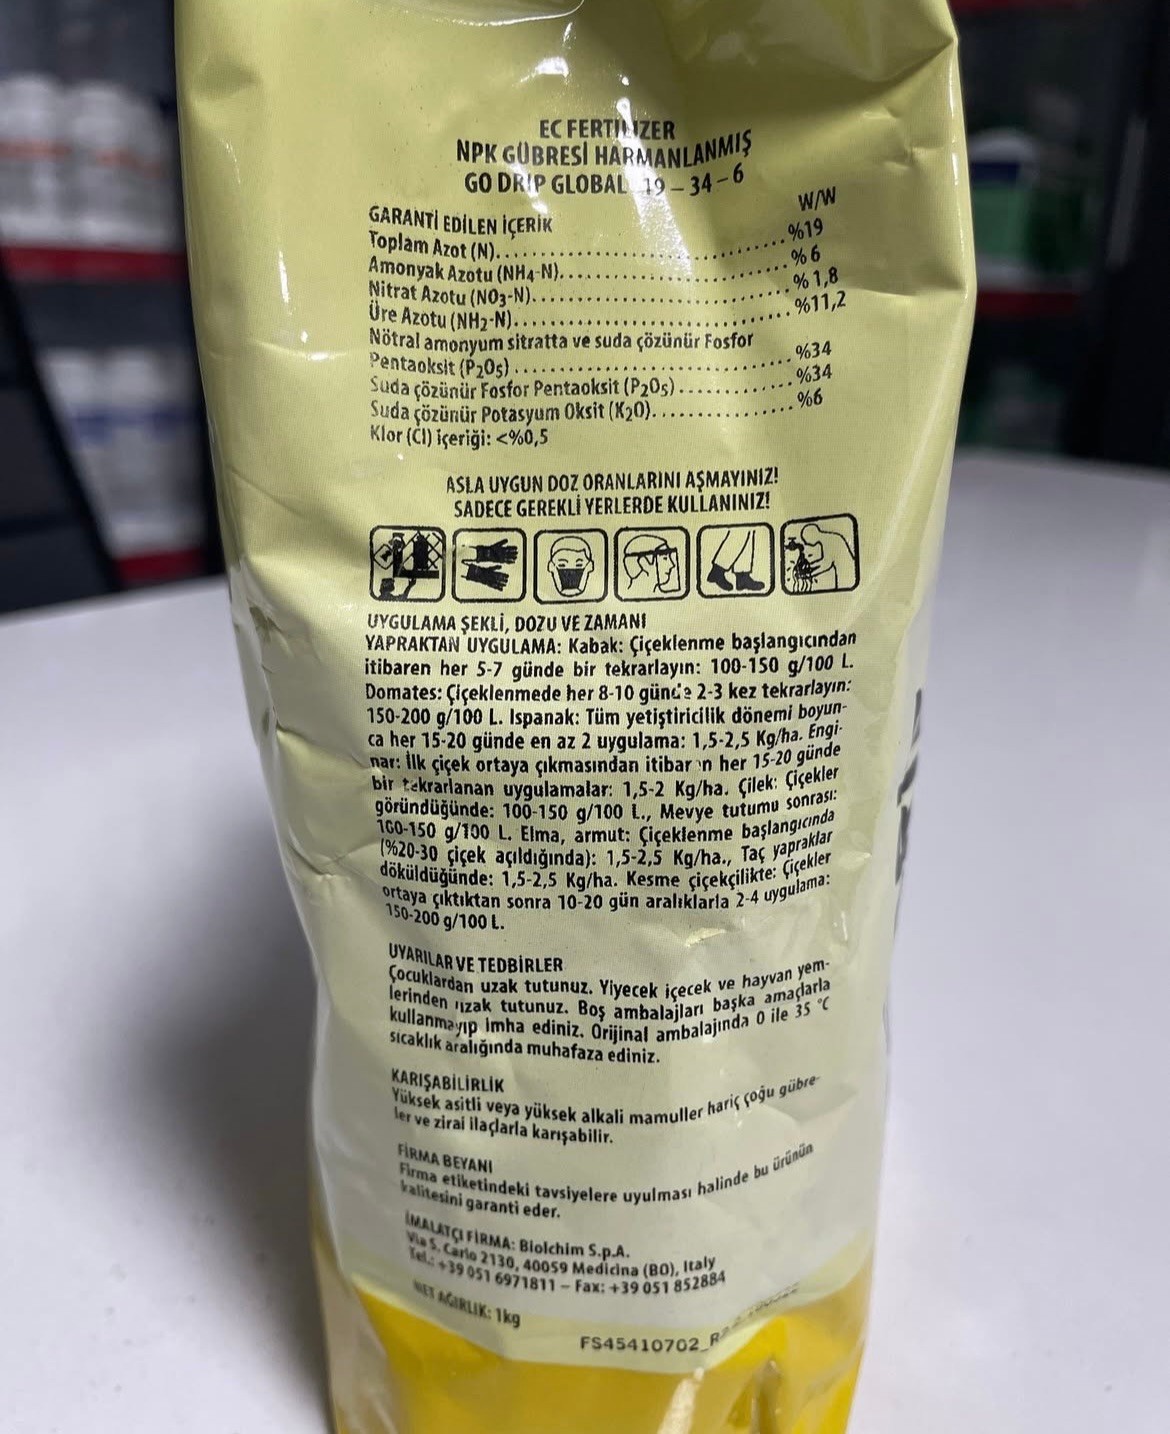 EC FERTILIZER
NPK GÜBRESİ HARMANLANMIŞ
GO DRIP GLOBAL 19 – 34 – 6
W/W
GARANTİ EDİLEN İÇERİK
Toplam Azot (N)..............................%19
Amonyak Azotu (NH4-N)..............................%6
Nitrat Azotu (NO3-N)..............................%1,8
Üre Azotu (NH2-N)..............................%11,2
Nötral amonyum sitratta ve suda çözünür Fosfor
Pentaoksit (P2O5)..............................%34
Suda çözünür Fosfor Pentaoksit (P2O5)..............%34
Suda çözünür Potasyum Oksit (K2O)..................%6
Klor (Cl) içeriği: <%0,5
ASLA UYGUN DOZ ORANLARINI AŞMAYINIZ!
SADECE GEREKLİ YERLERDE KULLANINIZ!
UYGULAMA ŞEKLİ, DOZU VE ZAMANI
YAPRAKTAN UYGULAMA: Kabak: Çiçeklenme başlangıcından
itibaren her 5-7 günde bir tekrarlayın: 100-150 g/100 L.
Domates: Çiçeklenmede her 8-10 günde 2-3 kez tekrarlayın:
150-200 g/100 L. Ispanak: Tüm yetiştiricilik dönemi boyun-
ca her 15-20 günde en az 2 uygulama: 1,5-2,5 Kg/ha. Engi-
nar: İlk çiçek ortaya çıkmasından itibaren her 15-20 günde
bir tekrarlanan uygulamalar: 1,5-2 Kg/ha. Çilek: Çiçekler
göründüğünde: 100-150 g/100 L., Mevye tutumu sonrası:
100-150 g/100 L. Elma, armut: Çiçeklenme başlangıcında
(%20-30 çiçek açıldığında): 1,5-2,5 Kg/ha., Taç yapraklar
döküldüğünde: 1,5-2,5 Kg/ha. Kesme çiçekçilikte: Çiçekler
ortaya çıktıktan sonra 10-20 gün aralıklarla 2-4 uygulama:
150-200 g/100 L.
UYARILAR VE TEDBİRLER
Çocuklardan uzak tutunuz. Yiyecek içecek ve hayvan yem-
lerinden uzak tutunuz. Boş ambalajları başka amaçlarla
kullanmayıp imha ediniz. Orijinal ambalajında 0 ile 35 °C
sıcaklık aralığında muhafaza ediniz.
KARIŞABİLİRLİK
Yüksek asitli veya yüksek alkali mamuller hariç çoğu gübre-
ler ve zirai ilaçlarla karışabilir.
FİRMA BEYANI
Firma etiketindeki tavsiyelere uyulması halinde bu ürünün
kalitesini garanti eder.
İMALATÇI FİRMA: Biolchim S.p.A.
Via S. Carlo 2130, 40059 Medicina (BO), Italy
Tel.: +39 051 6971811 – Fax: +39 051 852884
NET AĞIRLIK: 1kg
FS45410702_R